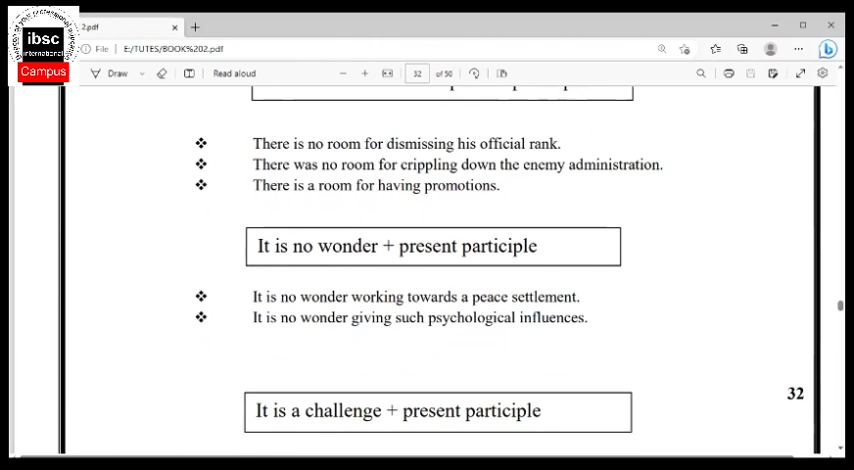 2.pdf
File E:/TUTES/BOOK%202.pdf
ibsc
international
Campus
Draw Read aloud 32 of 50
❖ There is no room for dismissing his official rank.
❖ There was no room for crippling down the enemy administration.
❖ There is a room for having promotions.
It is no wonder + present participle
❖ It is no wonder working towards a peace settlement.
❖ It is no wonder giving such psychological influences.
32
It is a challenge + present participle